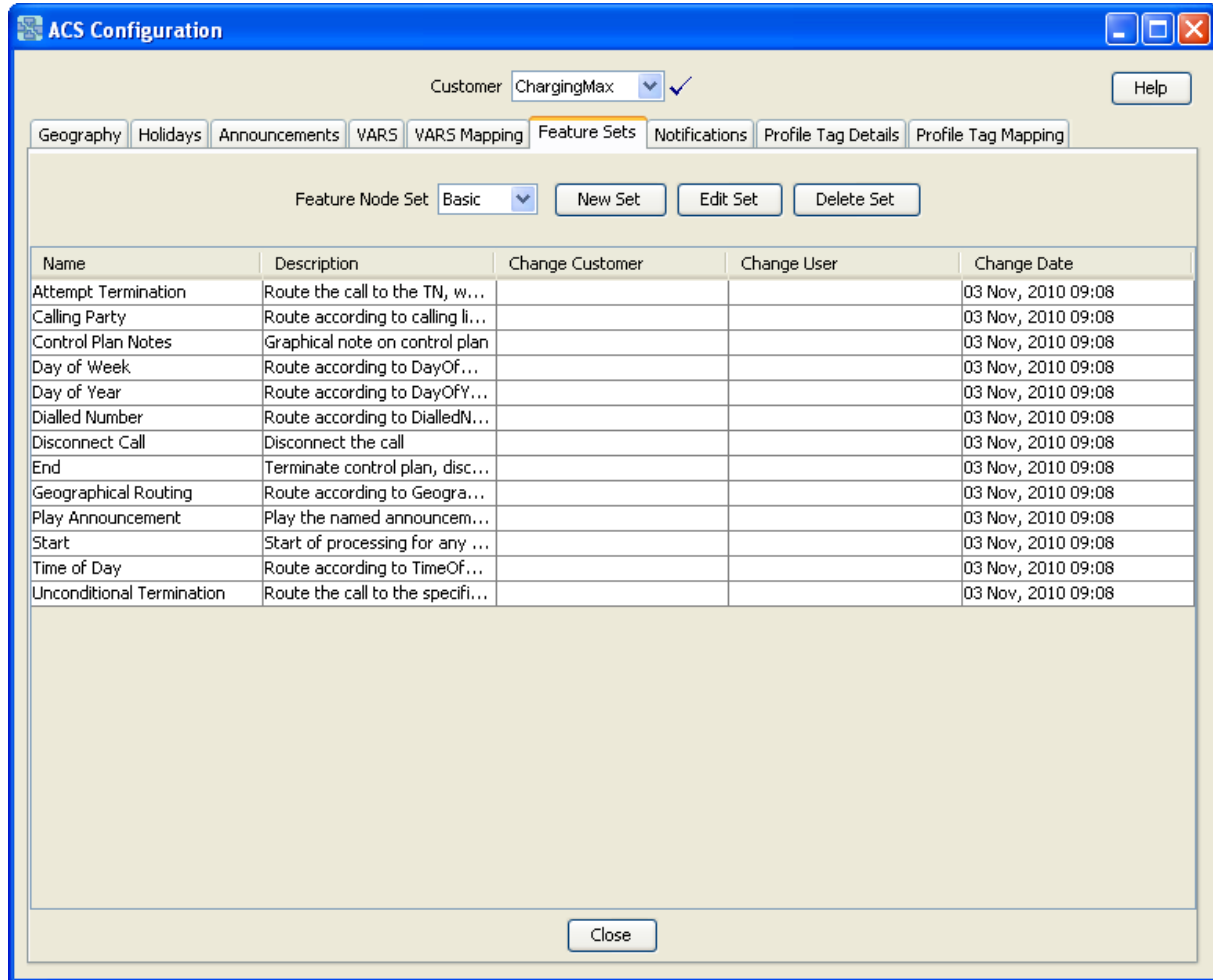 ACS Configuration
Customer ChargingMax Help
Geography Holidays Announcements VARS VARS Mapping Feature Sets Notifications Profile Tag Details Profile Tag Mapping
Feature Node Set Basic New Set Edit Set Delete Set
Name Description Change Customer Change User Change Date
Attempt Termination Route the call to the TN, w... 03 Nov, 2010 09:08
Calling Party Route according to calling li... 03 Nov, 2010 09:08
Control Plan Notes Graphical note on control plan 03 Nov, 2010 09:08
Day of Week Route according to DayOf... 03 Nov, 2010 09:08
Day of Year Route according to DayOfY... 03 Nov, 2010 09:08
Dialled Number Route according to DialledN... 03 Nov, 2010 09:08
Disconnect Call Disconnect the call 03 Nov, 2010 09:08
End Terminate control plan, disc... 03 Nov, 2010 09:08
Geographical Routing Route according to Geogra... 03 Nov, 2010 09:08
Play Announcement Play the named announcem... 03 Nov, 2010 09:08
Start Start of processing for any ... 03 Nov, 2010 09:08
Time of Day Route according to TimeOf... 03 Nov, 2010 09:08
Unconditional Termination Route the call to the specifi... 03 Nov, 2010 09:08
Close